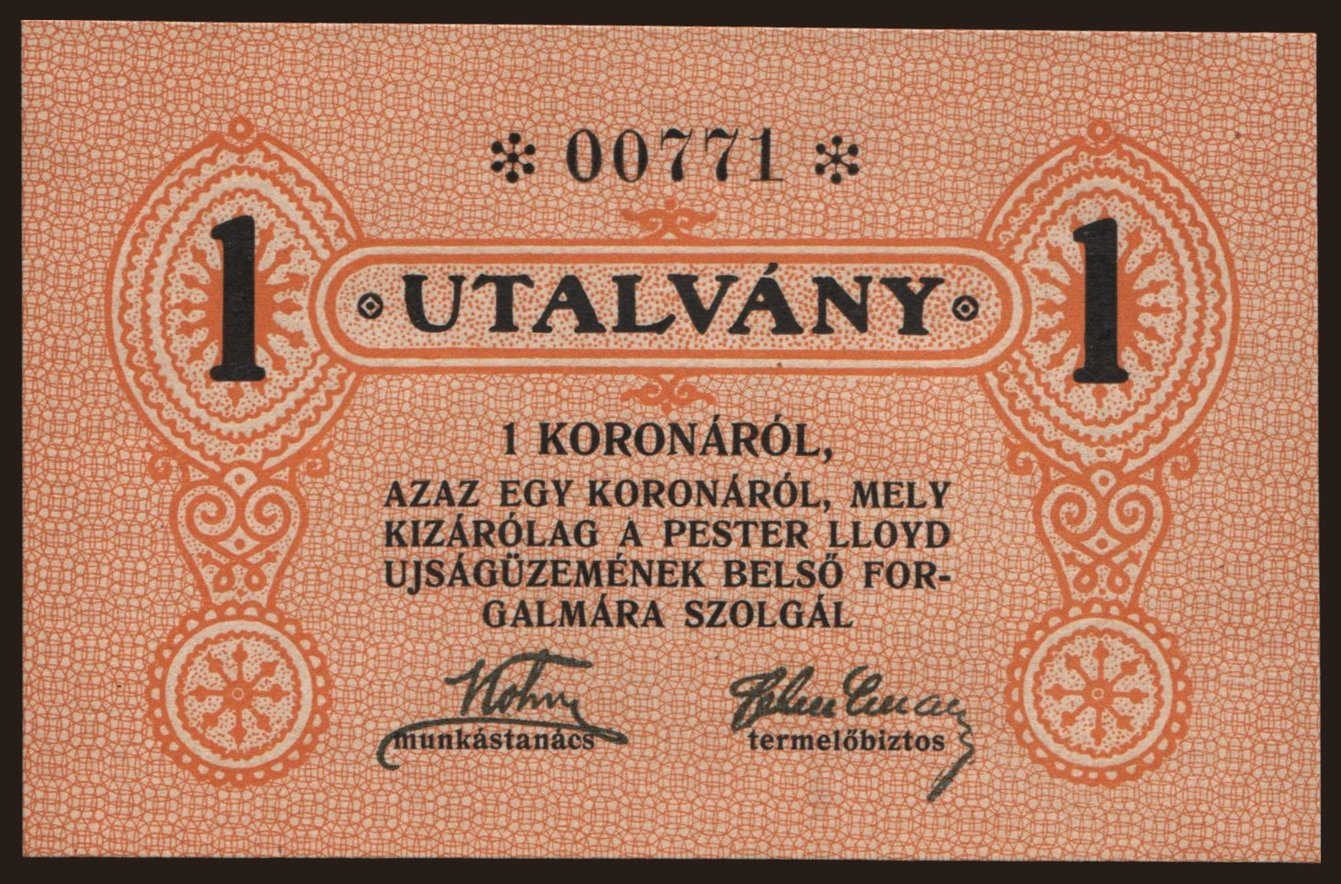 00771
1 UTALVÁNY 1
1 KORONÁRÓL,
AZAZ EGY KORONÁRÓL, MELY
KIZÁRÓLAG A PESTER LLOYD
UJSÁGÜZEMÉNEK BELSŐ FOR-
GALMÁRA SZOLGÁL
munkástanács termelőbiztos